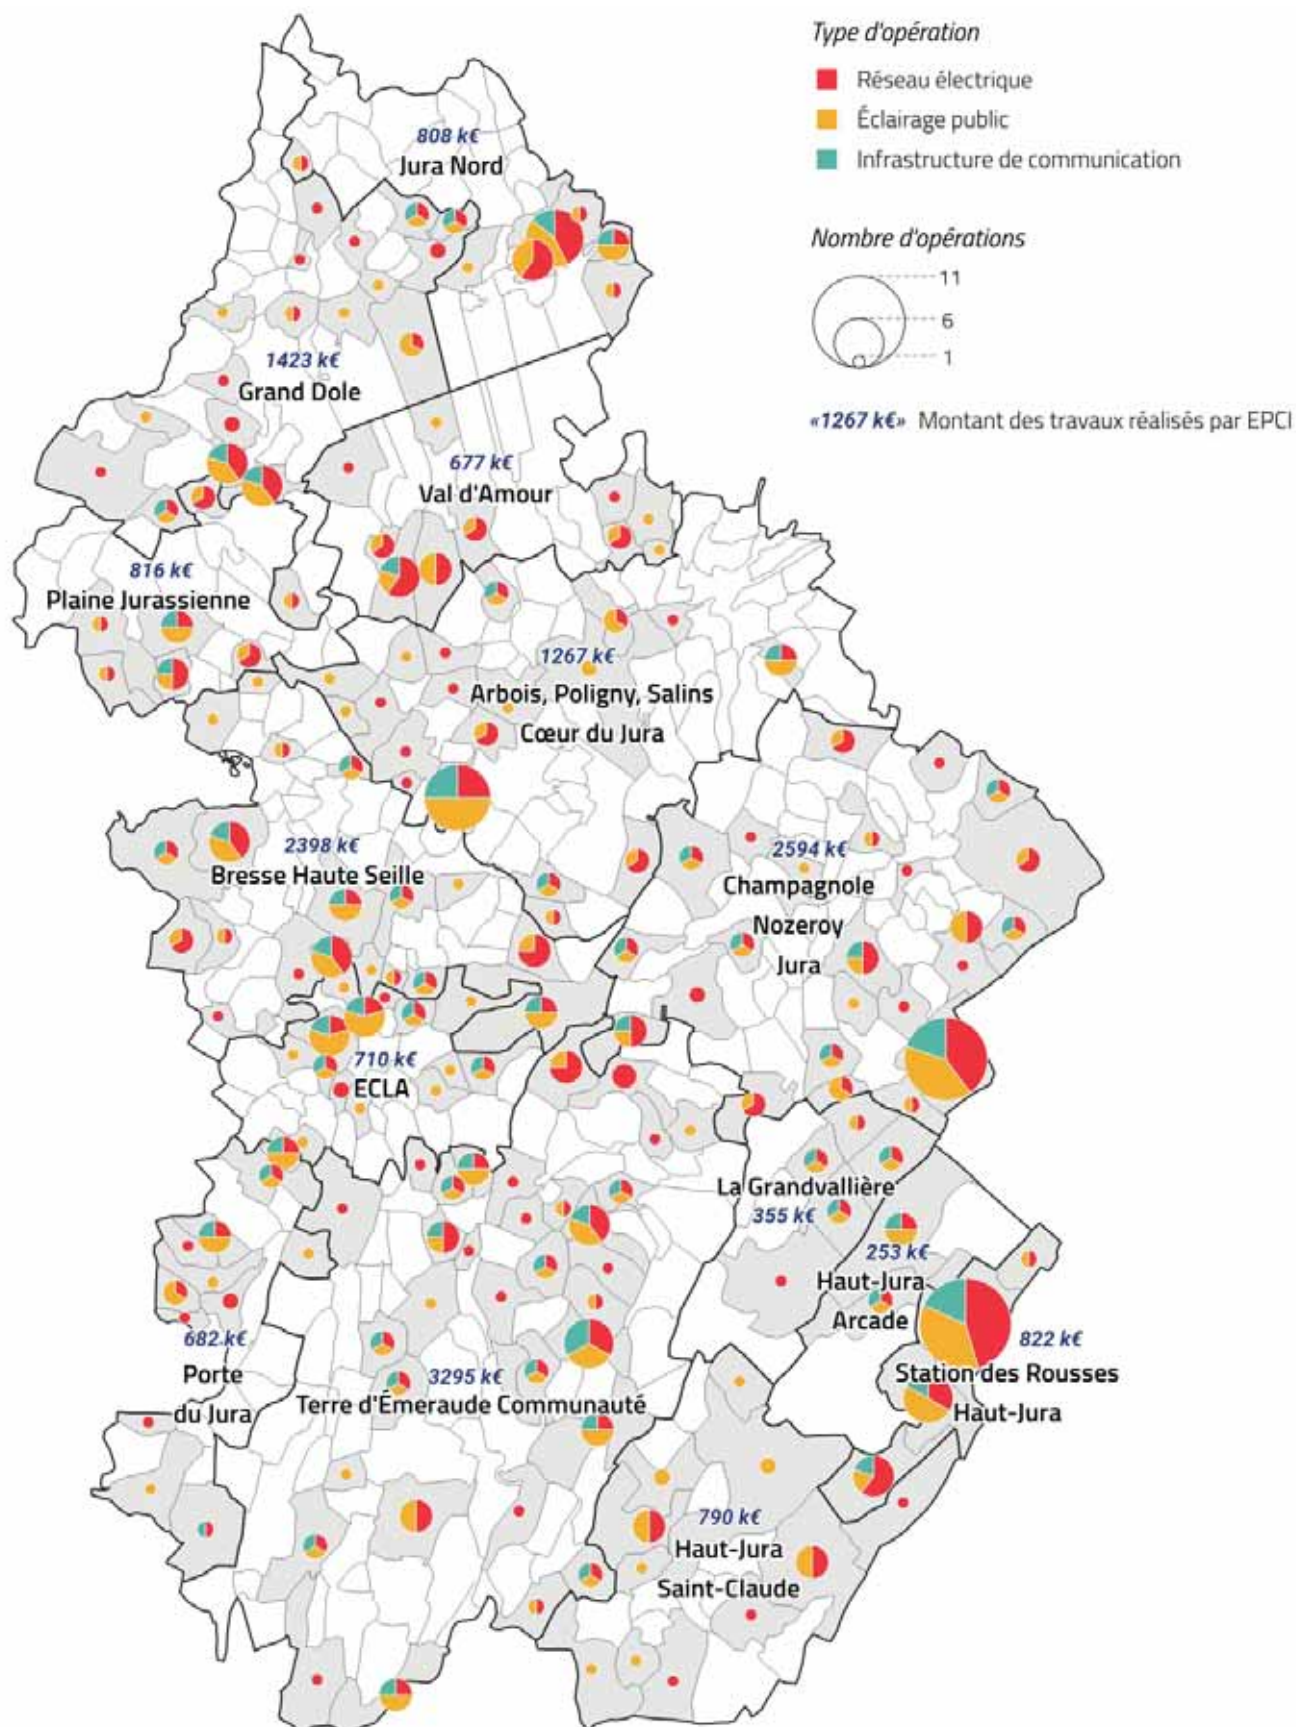 Type d'opération
Réseau électrique
Éclairage public
Infrastructure de communication
Nombre d'opérations
11
6
1
«1267 k€» Montant des travaux réalisés par EPCI
808 k€
Jura Nord
1423 k€
Grand Dole
677 k€
Val d'Amour
816 k€
Plaine Jurassienne
1267 k€
Arbois, Poligny, Salins
Cœur du Jura
2398 k€
Bresse Haute Seille
2594 k€
Champagnole
Nozeroy
Jura
710 k€
ECLA
La Grandvallière
355 k€
253 k€
Haut-Jura
Arcade
822 k€
Station des Rousses
Haut-Jura
682 k€
Porte
du Jura
3295 k€
Terre d'Émeraude Communauté
790 k€
Haut-Jura
Saint-Claude